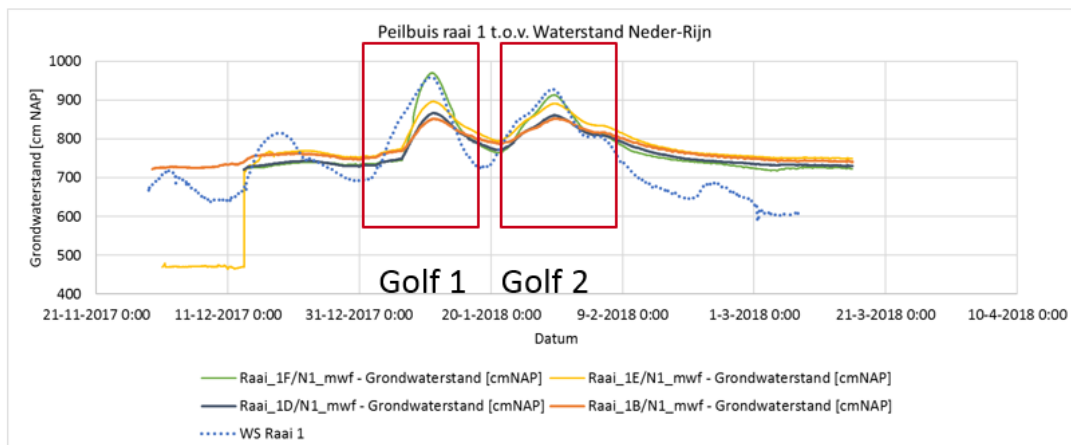 Peilbuis raai 1 t.o.v. Waterstand Neder-Rijn
Grondwaterstand [cm NAP]
1000
900
800
700
600
500
400
Golf 1 Golf 2
21-11-2017 0:00 11-12-2017 0:00 31-12-2017 0:00 20-1-2018 0:00 9-2-2018 0:00 1-3-2018 0:00 21-3-2018 0:00 10-4-2018 0:00
Datum
Raai_1F/N1_mwf - Grondwaterstand [cmNAP] Raai_1E/N1_mwf - Grondwaterstand [cmNAP]
Raai_1D/N1_mwf - Grondwaterstand [cmNAP] Raai_1B/N1_mwf - Grondwaterstand [cmNAP]
WS Raai 1